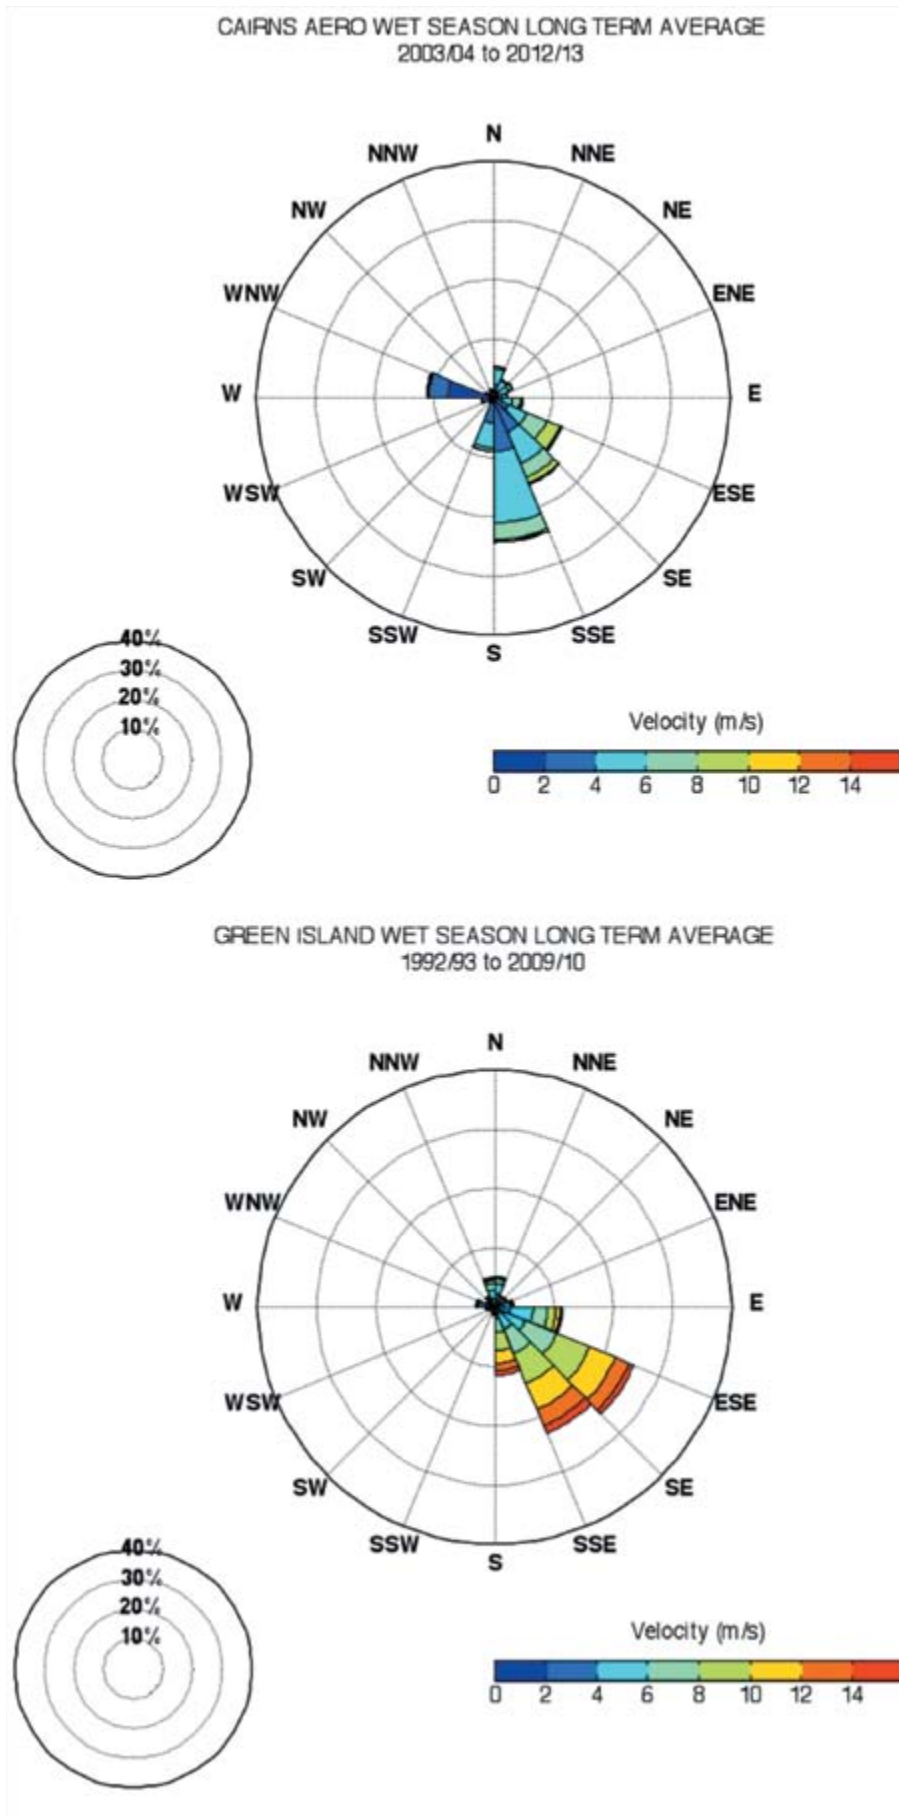 CAIRNS AERO WET SEASON LONG TERM AVERAGE
2003/04 to 2012/13
N
NNW NNE
NW NE
WNW ENE
W E
WSW ESE
SW SE
SSW SSE
S
40%
30%
20%
10%
Velocity (m/s)
0 2 4 6 8 10 12 14
GREEN ISLAND WET SEASON LONG TERM AVERAGE
1992/93 to 2009/10
N
NNW NNE
NW NE
WNW ENE
W E
WSW ESE
SW SE
SSW SSE
S
40%
30%
20%
10%
Velocity (m/s)
0 2 4 6 8 10 12 14